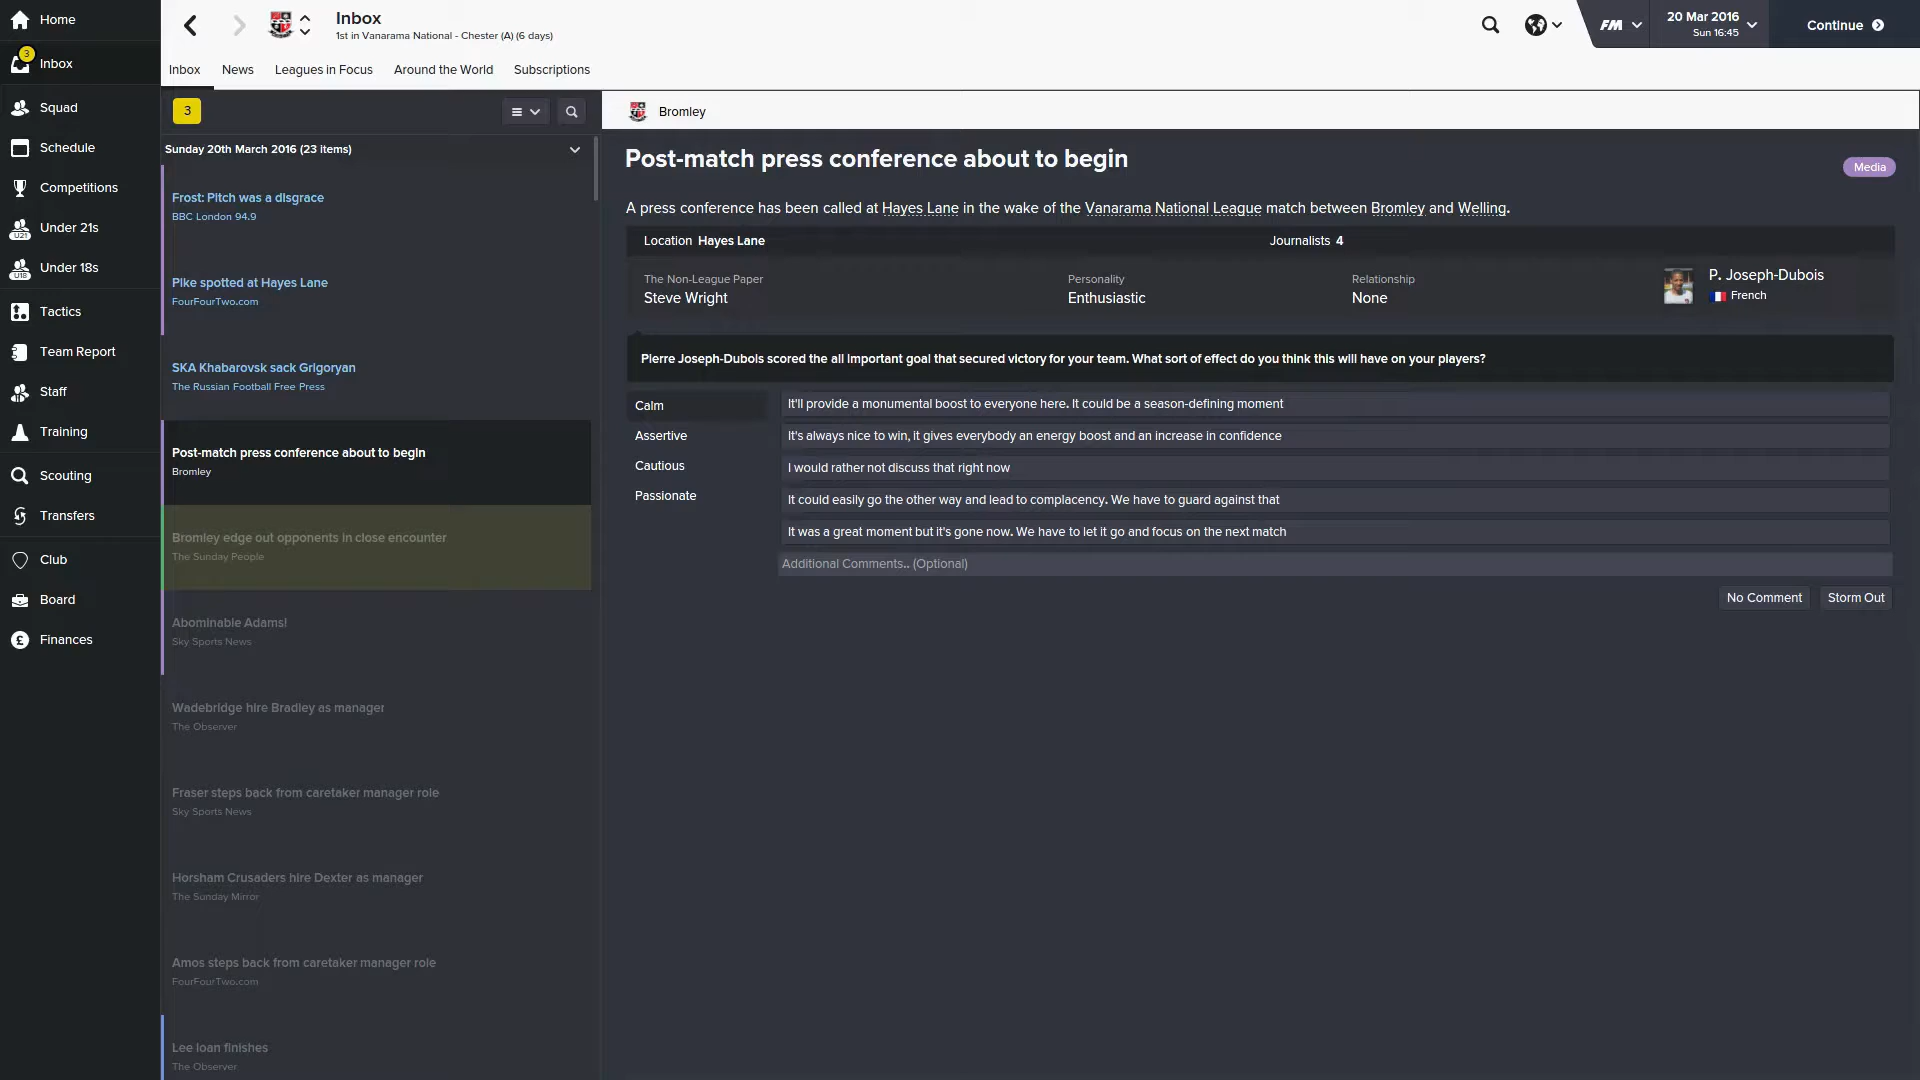 Home
3
Inbox
Squad
Schedule
Competitions
U21
Under 21s
U18
Under 18s
Tactics
Team Report
Staff
Training
Scouting
Transfers
Club
Board
Finances
Inbox
1st in Vanarama National - Chester (A) (6 days)
FM
20 Mar 2016
Sun 16:45
Continue
Inbox
News
Leagues in Focus
Around the World
Subscriptions
3
Sunday 20th March 2016 (23 items)
Frost: Pitch was a disgrace
BBC London 94.9
Pike spotted at Hayes Lane
FourFourTwo.com
SKA Khabarovsk sack Grigoryan
The Russian Football Free Press
Post-match press conference about to begin
Bromley
Bromley edge out opponents in close encounter
The Sunday People
Abominable Adams!
Sky Sports News
Wadebridge hire Bradley as manager
The Observer
Fraser steps back from caretaker manager role
Sky Sports News
Horsham Crusaders hire Dexter as manager
The Sunday Mirror
Amos steps back from caretaker manager role
FourFourTwo.com
Lee loan finishes
The Observer
Bromley
Post-match press conference about to begin
Media
A press conference has been called at Hayes Lane in the wake of the Vanarama National League match between Bromley and Welling.
Location Hayes Lane
Journalists 4
The Non-League Paper
Steve Wright
Personality
Enthusiastic
Relationship
None
P. Joseph-Dubois
French
Pierre Joseph-Dubois scored the all important goal that secured victory for your team. What sort of effect do you think this will have on your players?
Calm
Assertive
Cautious
Passionate
It'll provide a monumental boost to everyone here. It could be a season-defining moment
It's always nice to win, it gives everybody an energy boost and an increase in confidence
I would rather not discuss that right now
It could easily go the other way and lead to complacency. We have to guard against that
It was a great moment but it's gone now. We have to let it go and focus on the next match
Additional Comments.. (Optional)
No Comment
Storm Out